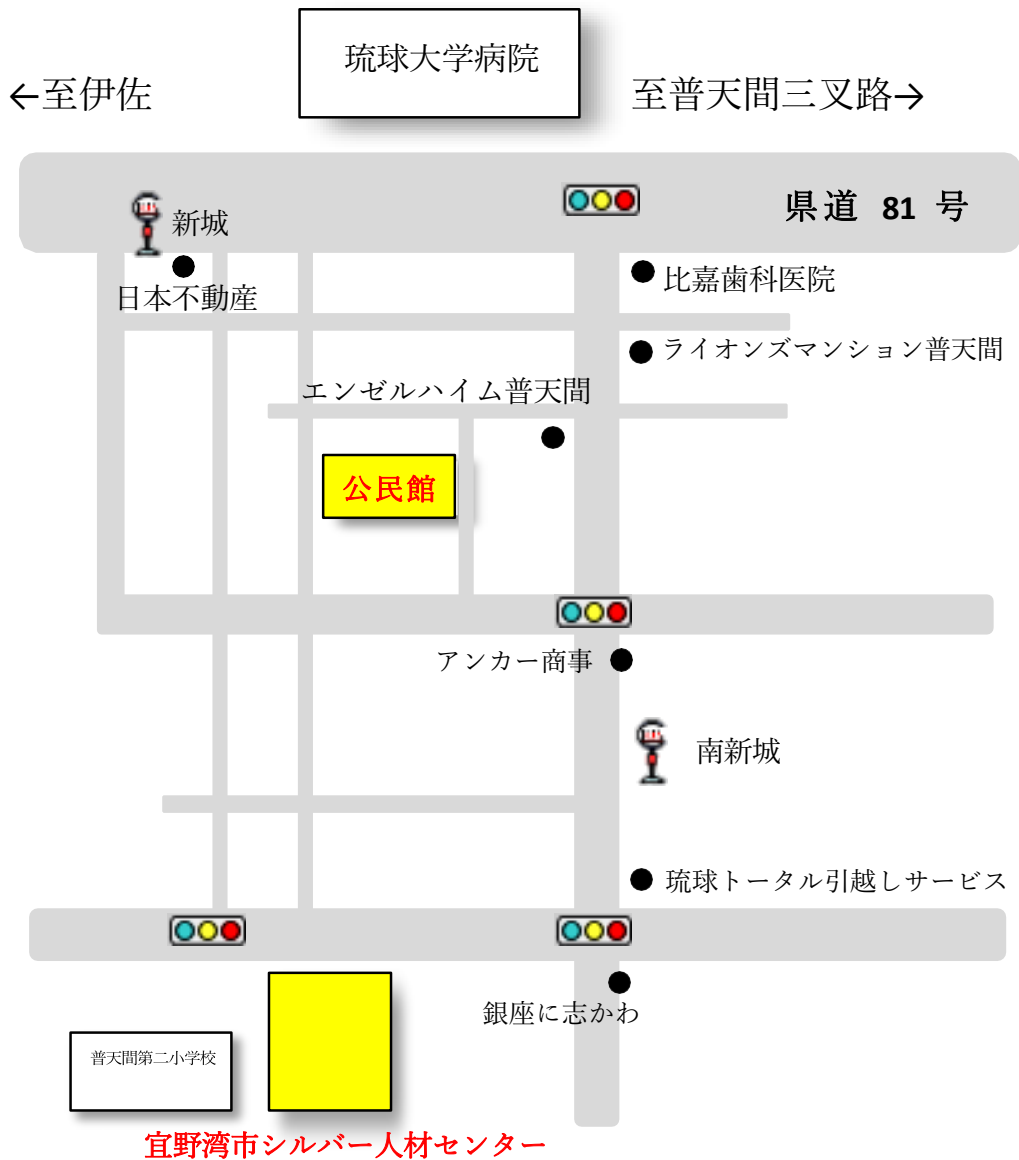 琉球大学病院
←至伊佐
至普天間三叉路→
県道 81 号
新城
日本不動産
比嘉歯科医院
ライオンズマンション普天間
エンゼルハイム普天間
公民館
アンカー商事
南新城
琉球トータル引越しサービス
銀座に志かわ
普天間第二小学校
宜野湾市シルバー人材センター